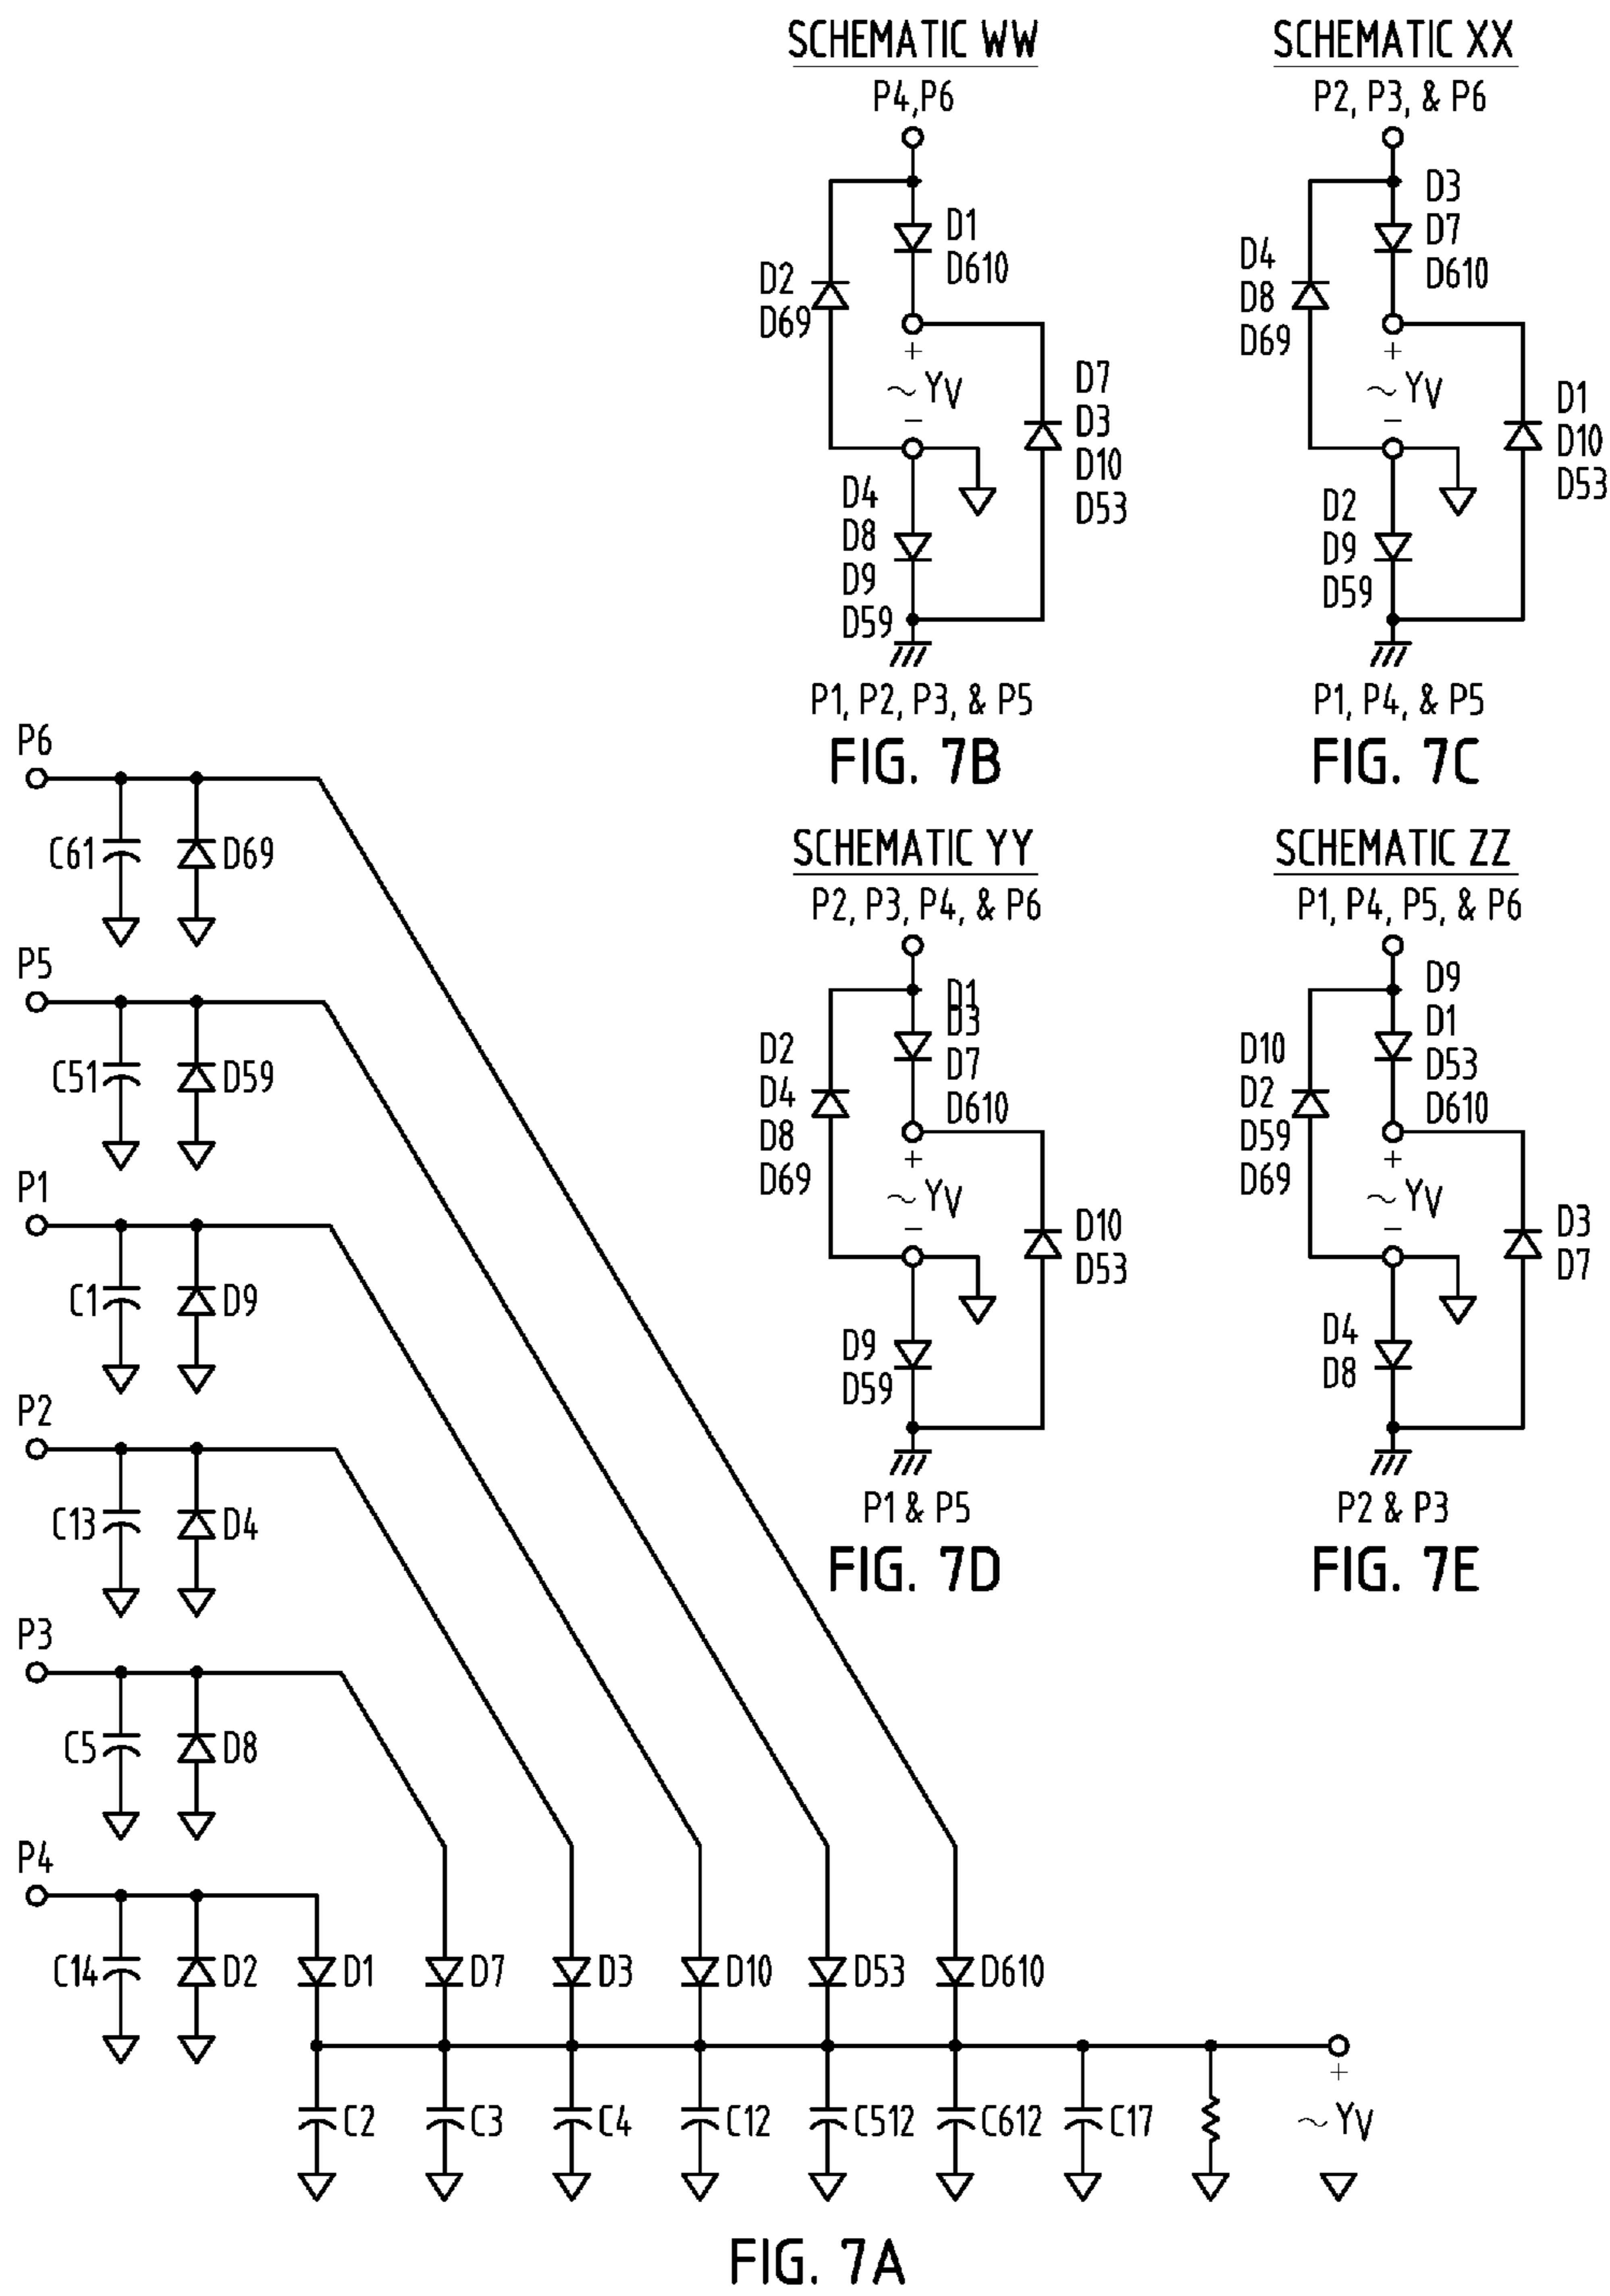 SCHEMATIC WW
P4,P6
D1
D610
D2
D69
+
~YV
−
D7
D3
D10
D53
D4
D8
D9
D59
P1, P2, P3, & P5
FIG. 7B
SCHEMATIC XX
P2, P3, & P6
D3
D7
D610
D4
D8
D69
+
~YV
−
D1
D10
D53
D2
D9
D59
P1, P4, & P5
FIG. 7C
SCHEMATIC YY
P2, P3, P4, & P6
D1
D3
D7
D610
D2
D4
D8
D69
+
~YV
−
D10
D53
D9
D59
P1 & P5
FIG. 7D
SCHEMATIC ZZ
P1, P4, P5, & P6
D9
D1
D53
D610
D10
D2
D59
D69
+
~YV
−
D3
D7
D4
D8
P2 & P3
FIG. 7E
P6
C61
D69
P5
C51
D59
P1
C1
D9
P2
C13
D4
P3
C5
D8
P4
C14
D2
D1
D7
D3
D10
D53
D610
C2
C3
C4
C12
C512
C612
C17
+
~YV
FIG. 7A